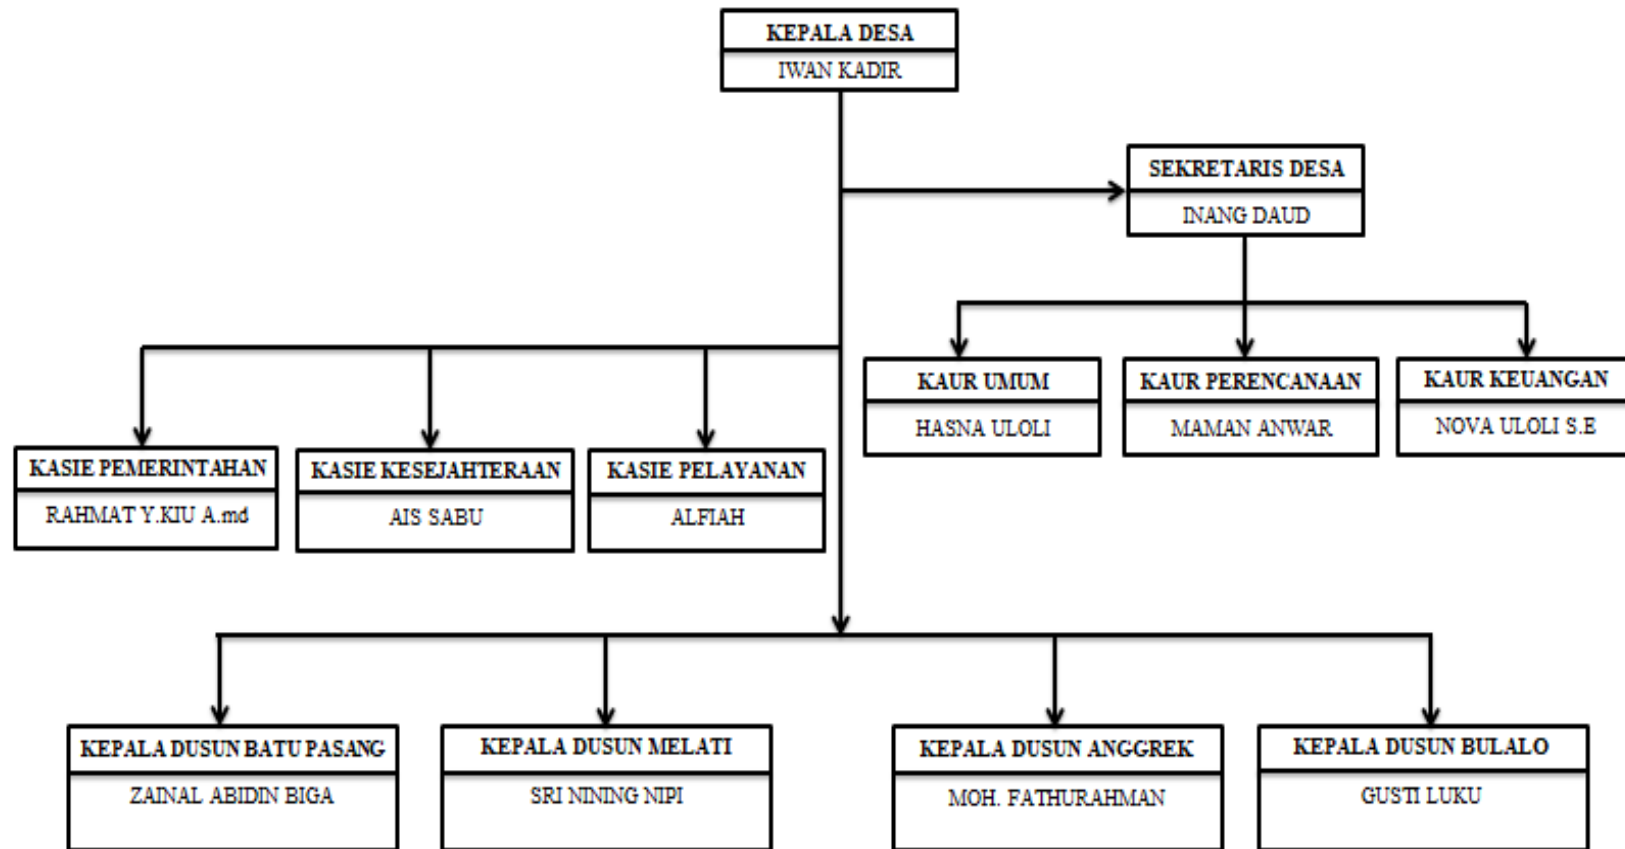 KEPALA DESA
IWAN KADIR
SEKRETARIS DESA
INANG DAUD
KAUR UMUM
HASNA ULOLI
KAUR PERENCANAAN
MAMAN ANWAR
KAUR KEUANGAN
NOVA ULOLI S.E
KASIE PEMERINTAHAN
RAHMAT Y.KIU A.md
KASIE KESEJAHTERAAN
AIS SABU
KASIE PELAYANAN
ALFIAH
KEPALA DUSUN BATU PASANG
ZAINAL ABIDIN BIGA
KEPALA DUSUN MELATI
SRI NINING NIPI
KEPALA DUSUN ANGGREK
MOH. FATHURAHMAN
KEPALA DUSUN BULALO
GUSTI LUKU